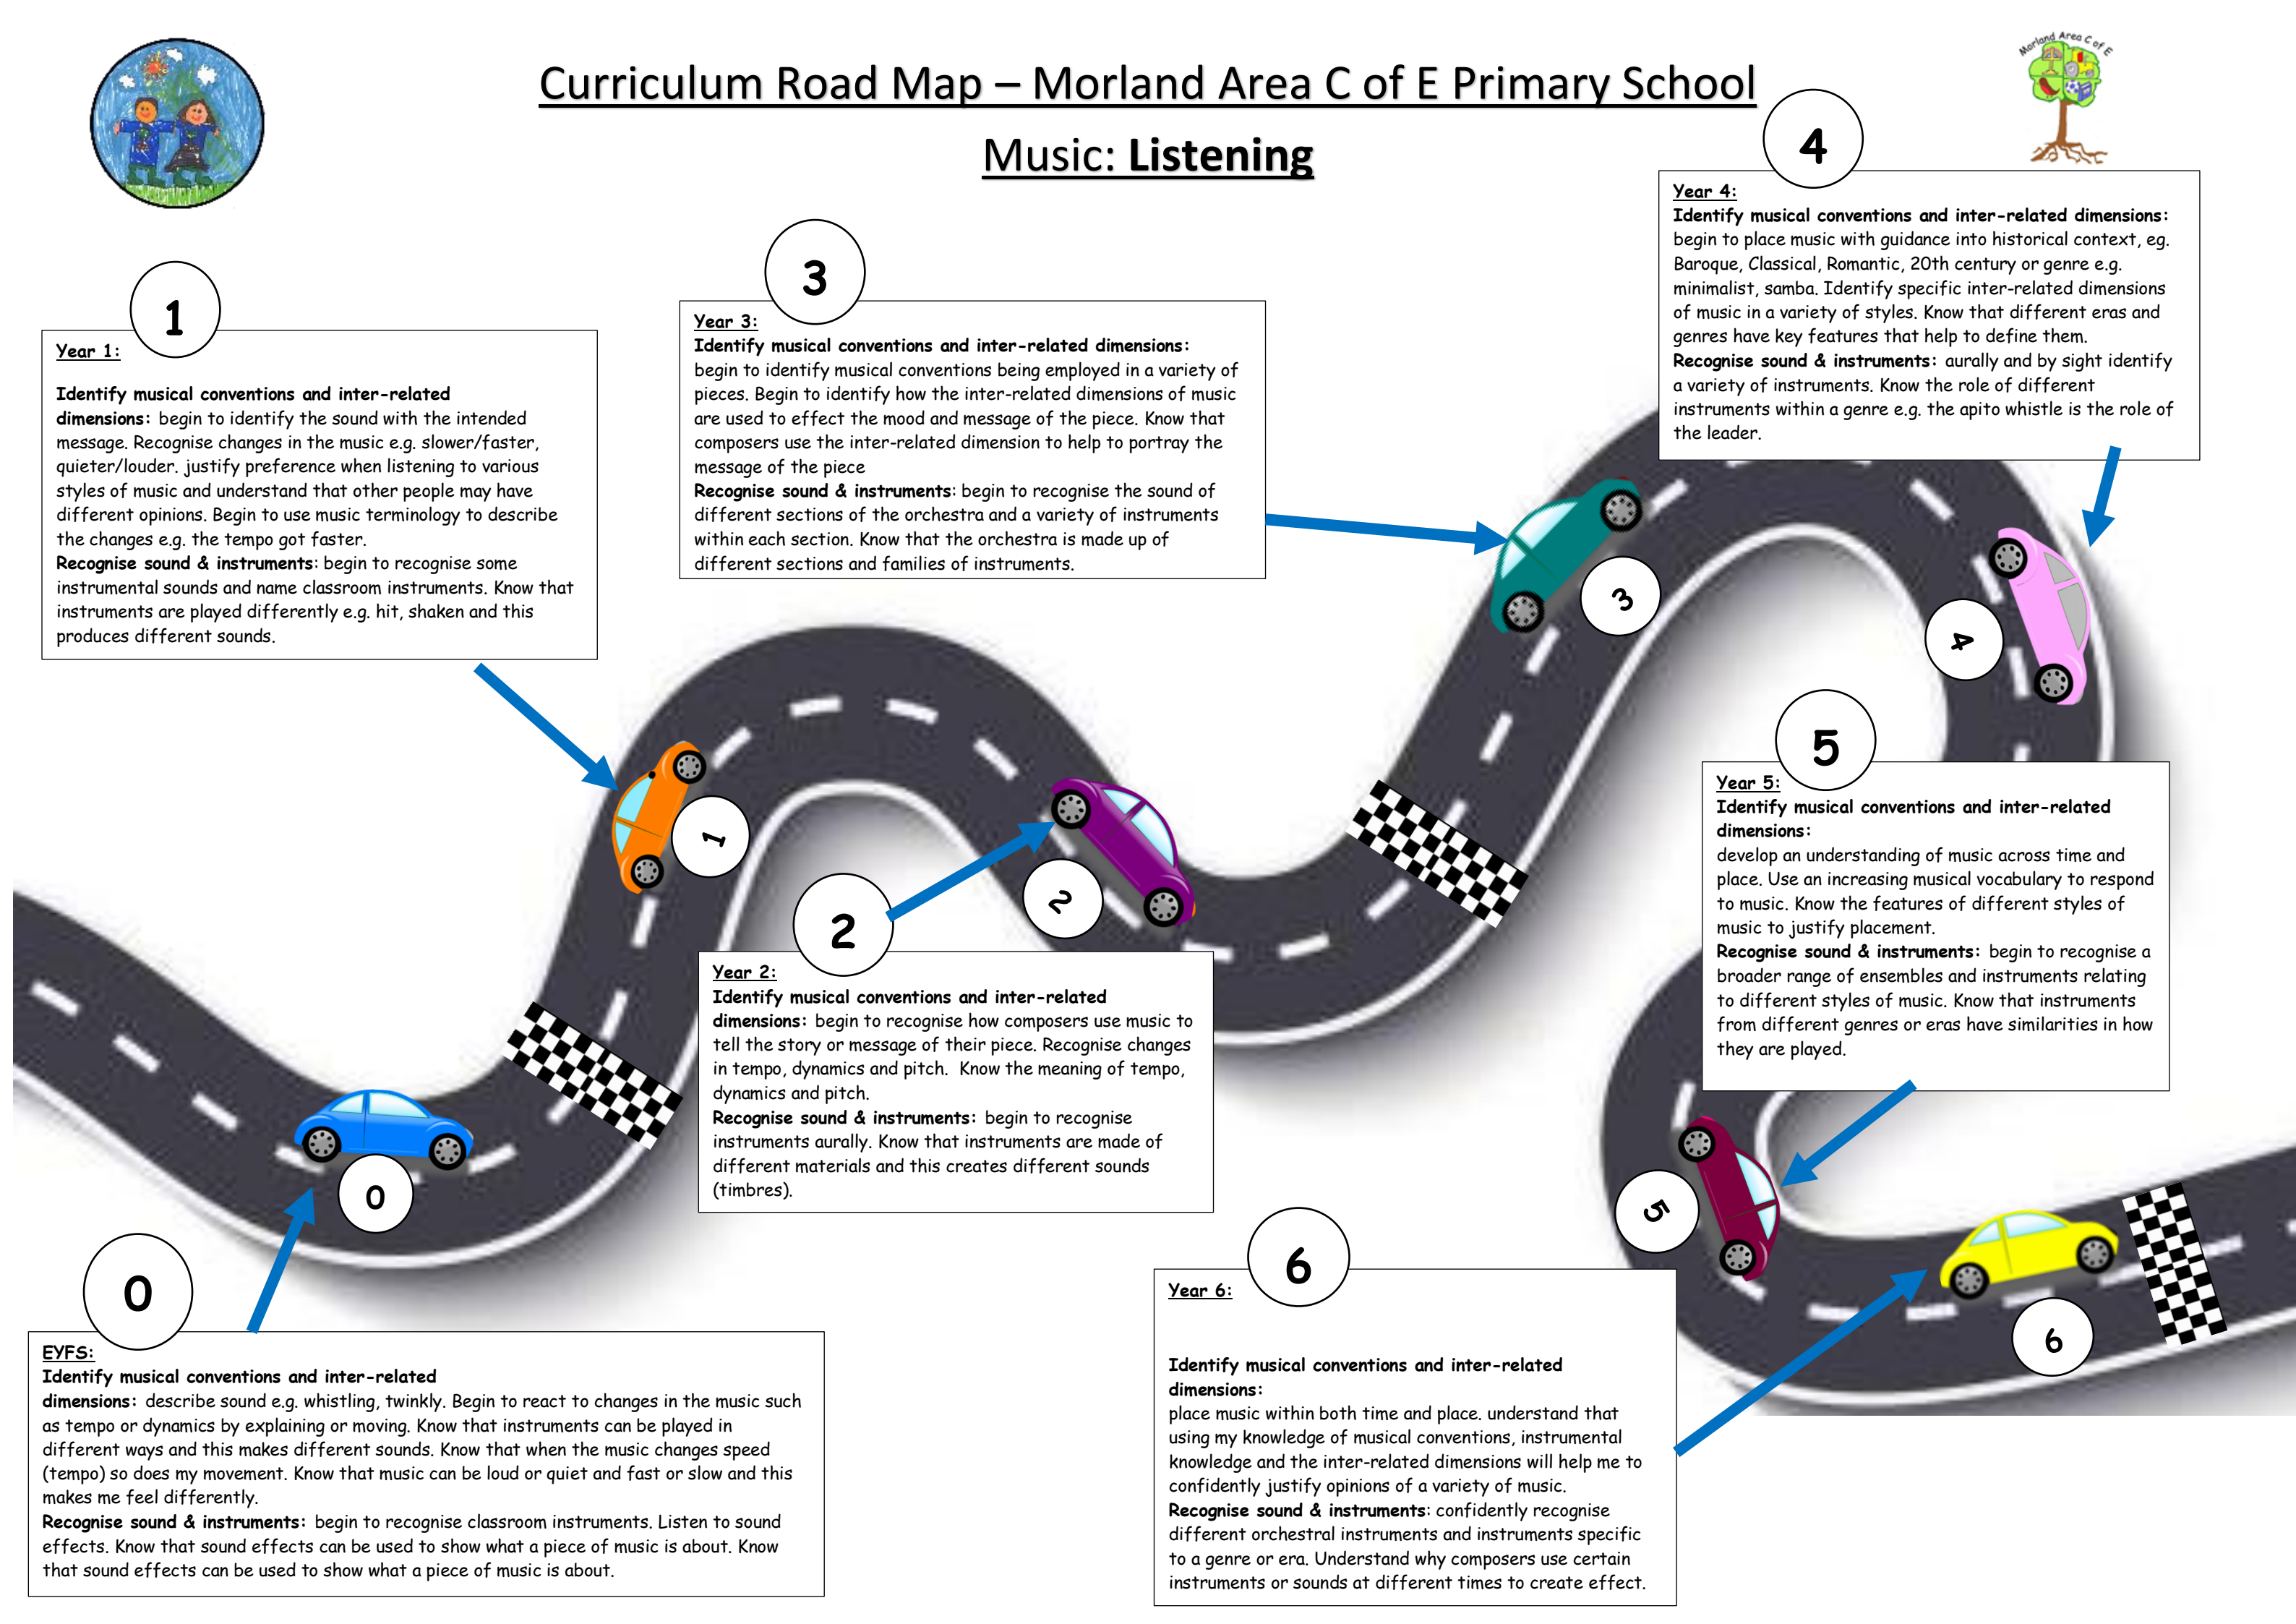 Curriculum Road Map – Morland Area C of E Primary School
Music: Listening
Morland Area C of E
1
Year 1:
Identify musical conventions and inter-related
dimensions: begin to identify the sound with the intended
message. Recognise changes in the music e.g. slower/faster,
quieter/louder. justify preference when listening to various
styles of music and understand that other people may have
different opinions. Begin to use music terminology to describe
the changes e.g. the tempo got faster.
Recognise sound & instruments: begin to recognise some
instrumental sounds and name classroom instruments. Know that
instruments are played differently e.g. hit, shaken and this
produces different sounds.
3
Year 3:
Identify musical conventions and inter-related dimensions:
begin to identify musical conventions being employed in a variety of
pieces. Begin to identify how the inter-related dimensions of music
are used to effect the mood and message of the piece. Know that
composers use the inter-related dimension to help to portray the
message of the piece
Recognise sound & instruments: begin to recognise the sound of
different sections of the orchestra and a variety of instruments
within each section. Know that the orchestra is made up of
different sections and families of instruments.
4
Year 4:
Identify musical conventions and inter-related dimensions:
begin to place music with guidance into historical context, eg.
Baroque, Classical, Romantic, 20th century or genre e.g.
minimalist, samba. Identify specific inter-related dimensions
of music in a variety of styles. Know that different eras and
genres have key features that help to define them.
Recognise sound & instruments: aurally and by sight identify
a variety of instruments. Know the role of different
instruments within a genre e.g. the apito whistle is the role of
the leader.
3
4
1
2
2
Year 2:
Identify musical conventions and inter-related
dimensions: begin to recognise how composers use music to
tell the story or message of their piece. Recognise changes
in tempo, dynamics and pitch.  Know the meaning of tempo,
dynamics and pitch.
Recognise sound & instruments: begin to recognise
instruments aurally. Know that instruments are made of
different materials and this creates different sounds
(timbres).
5
Year 5:
Identify musical conventions and inter-related
dimensions:
develop an understanding of music across time and
place. Use an increasing musical vocabulary to respond
to music. Know the features of different styles of
music to justify placement.
Recognise sound & instruments: begin to recognise a
broader range of ensembles and instruments relating
to different styles of music. Know that instruments
from different genres or eras have similarities in how
they are played.
0
5
6
0
EYFS:
Identify musical conventions and inter-related
dimensions: describe sound e.g. whistling, twinkly. Begin to react to changes in the music such
as tempo or dynamics by explaining or moving. Know that instruments can be played in
different ways and this makes different sounds. Know that when the music changes speed
(tempo) so does my movement. Know that music can be loud or quiet and fast or slow and this
makes me feel differently.
Recognise sound & instruments: begin to recognise classroom instruments. Listen to sound
effects. Know that sound effects can be used to show what a piece of music is about. Know
that sound effects can be used to show what a piece of music is about.
6
Year 6:
Identify musical conventions and inter-related
dimensions:
place music within both time and place. understand that
using my knowledge of musical conventions, instrumental
knowledge and the inter-related dimensions will help me to
confidently justify opinions of a variety of music.
Recognise sound & instruments: confidently recognise
different orchestral instruments and instruments specific
to a genre or era. Understand why composers use certain
instruments or sounds at different times to create effect.